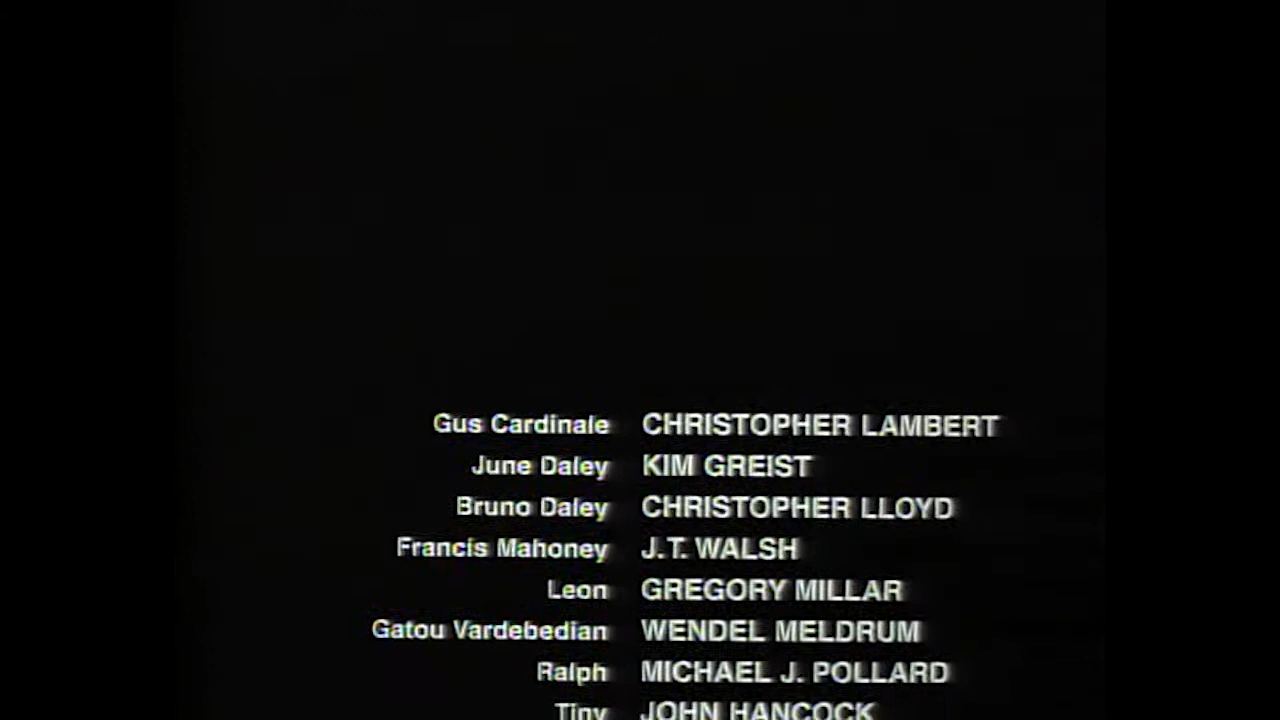 Gus Cardinale CHRISTOPHER LAMBERT
June Daley KIM GREIST
Bruno Daley CHRISTOPHER LLOYD
Francis Mahoney J.T. WALSH
Leon GREGORY MILLAR
Gatou Vardebedian WENDEL MELDRUM
Ralph MICHAEL J. POLLARD
Tiny JOHN HANCOCK